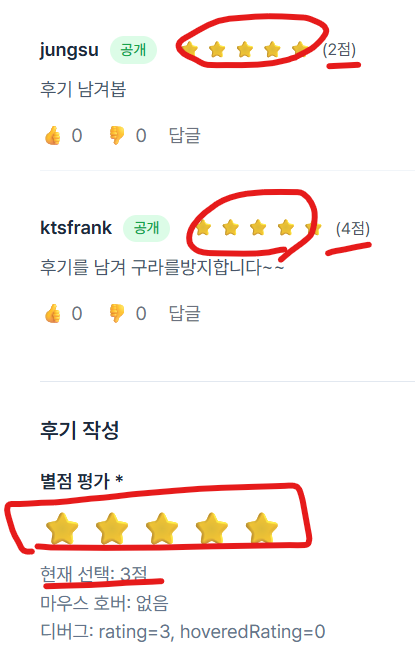 jungsu 공개 ⭐ ⭐ ⭐ ⭐ ⭐ (2점)
후기 남겨봅
👍 0 👎 0 답글
ktsfrank 공개 ⭐ ⭐ ⭐ ⭐ ⭐ (4점)
후기를 남겨 구라를방지합니다~~
👍 0 👎 0 답글
후기 작성
별점 평가 *
⭐ ⭐ ⭐ ⭐ ⭐
현재 선택: 3점
마우스 호버: 없음
디버그: rating=3, hoveredRating=0